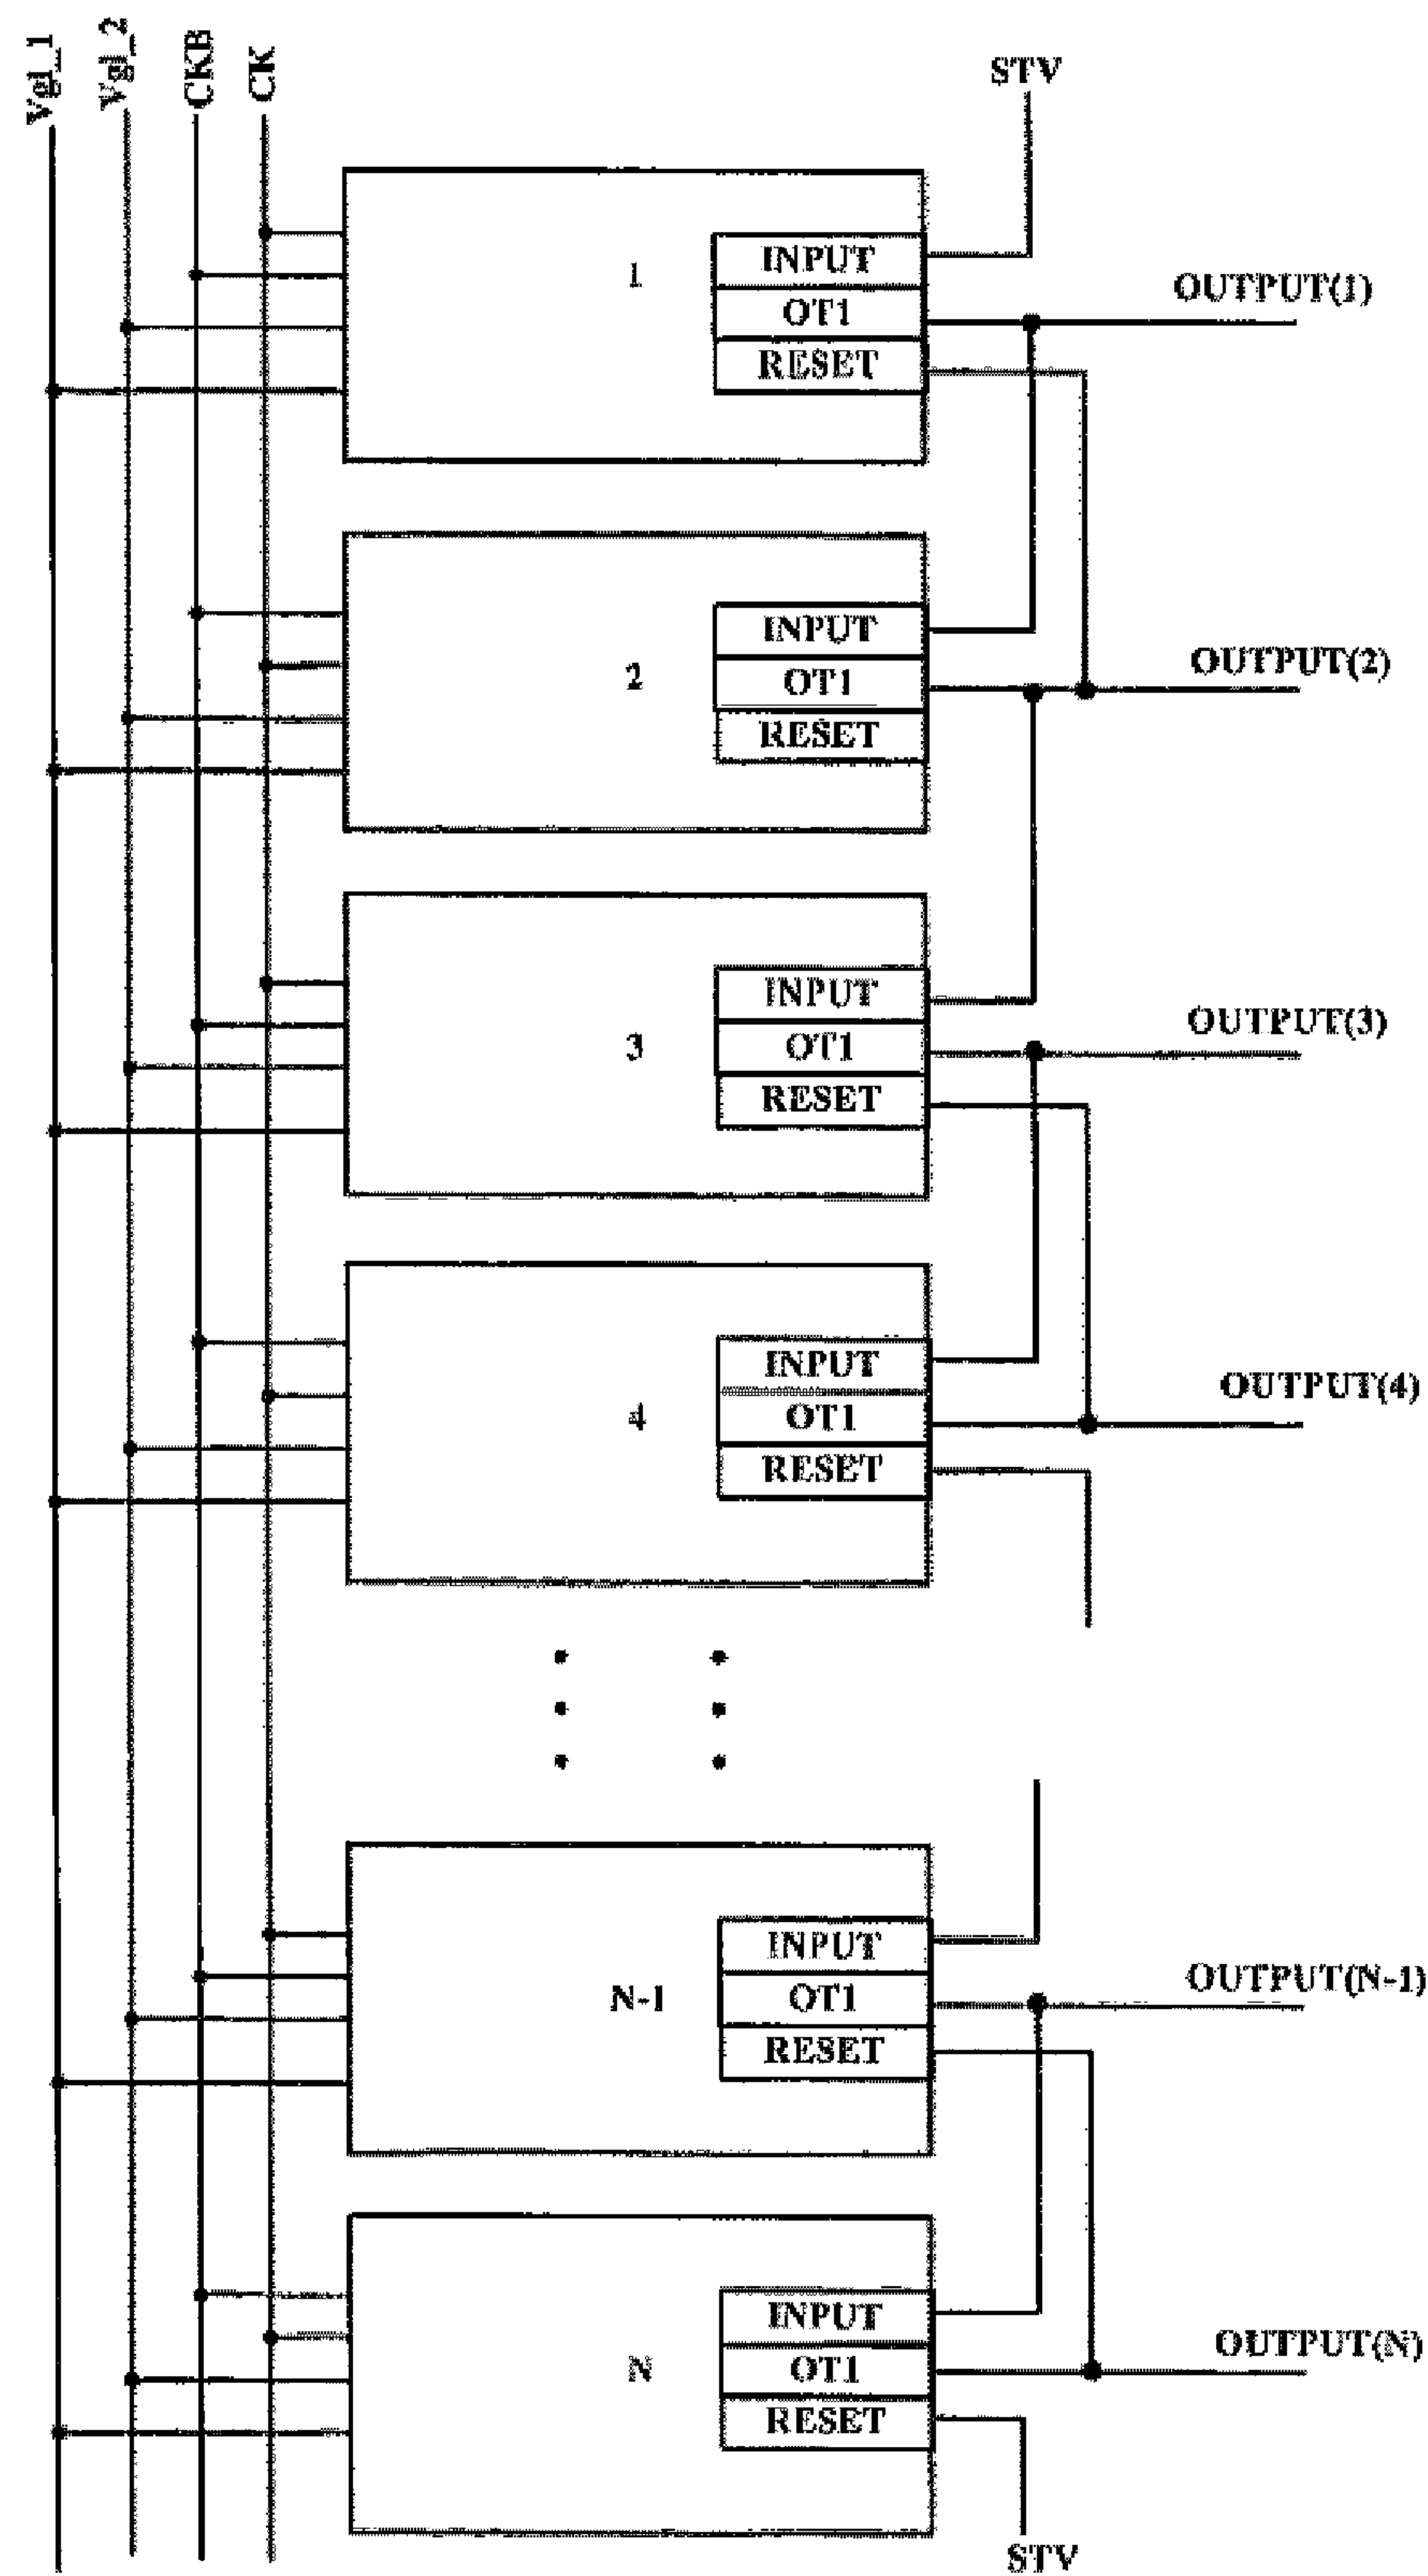 Vgl_1
Vgl_2
CKB
CK
STV
1
INPUT
OT1
RESET
OUTPUT(1)
2
INPUT
OT1
RESET
OUTPUT(2)
3
INPUT
OT1
RESET
OUTPUT(3)
4
INPUT
OT1
RESET
OUTPUT(4)
N-1
INPUT
OT1
RESET
OUTPUT(N-1)
N
INPUT
OT1
RESET
OUTPUT(N)
STV